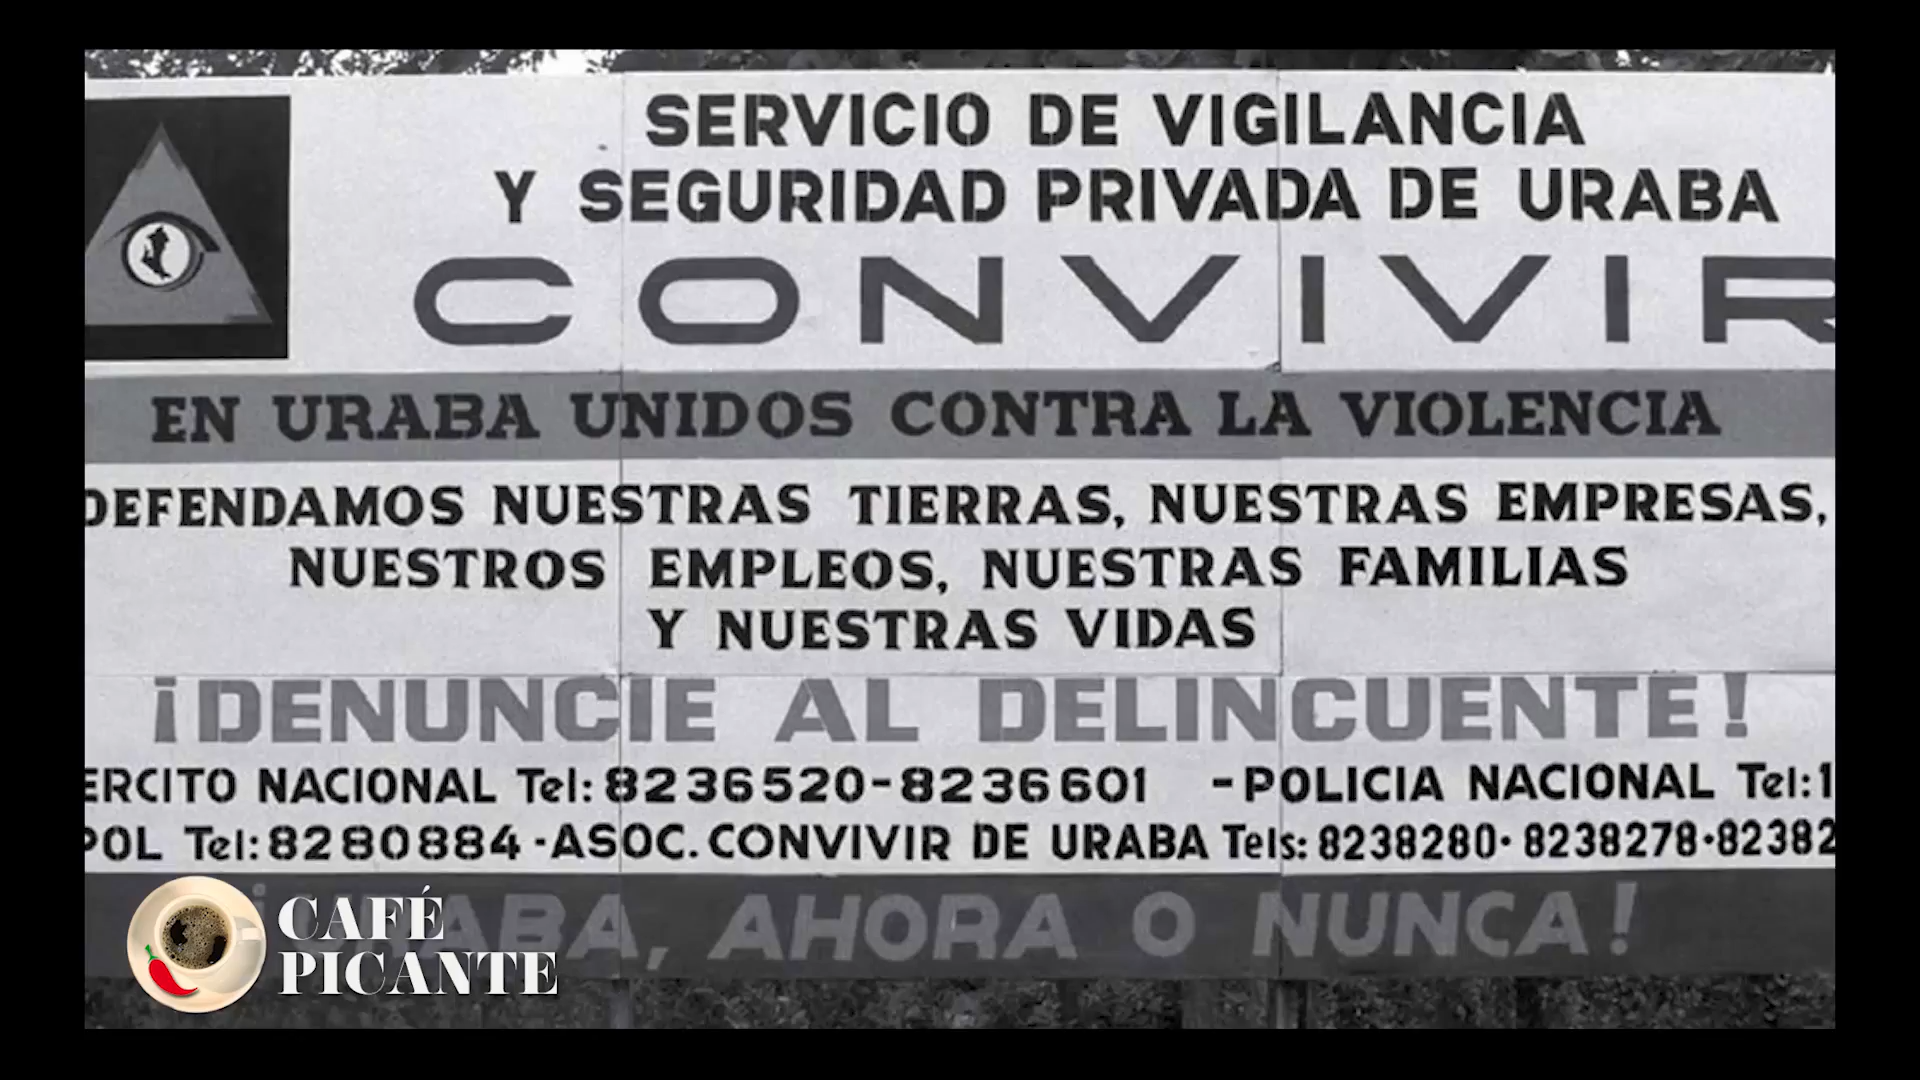 SERVICIO DE VIGILANCIA
Y SEGURIDAD PRIVADA DE URABA
CONVIVIR
EN URABA UNIDOS CONTRA LA VIOLENCIA
DEFENDAMOS NUESTRAS TIERRAS, NUESTRAS EMPRESAS,
NUESTROS EMPLEOS, NUESTRAS FAMILIAS
Y NUESTRAS VIDAS
¡DENUNCIE AL DELINCUENTE!
ERCITO NACIONAL Tel: 8236520-8236601 -POLICIA NACIONAL Tel:1
POL Tel:8280884 -ASOC. CONVIVIR DE URABA Tels: 8238280·8238278·82382
ABA, AHORA O NUNCA!
CAFÉ
PICANTE